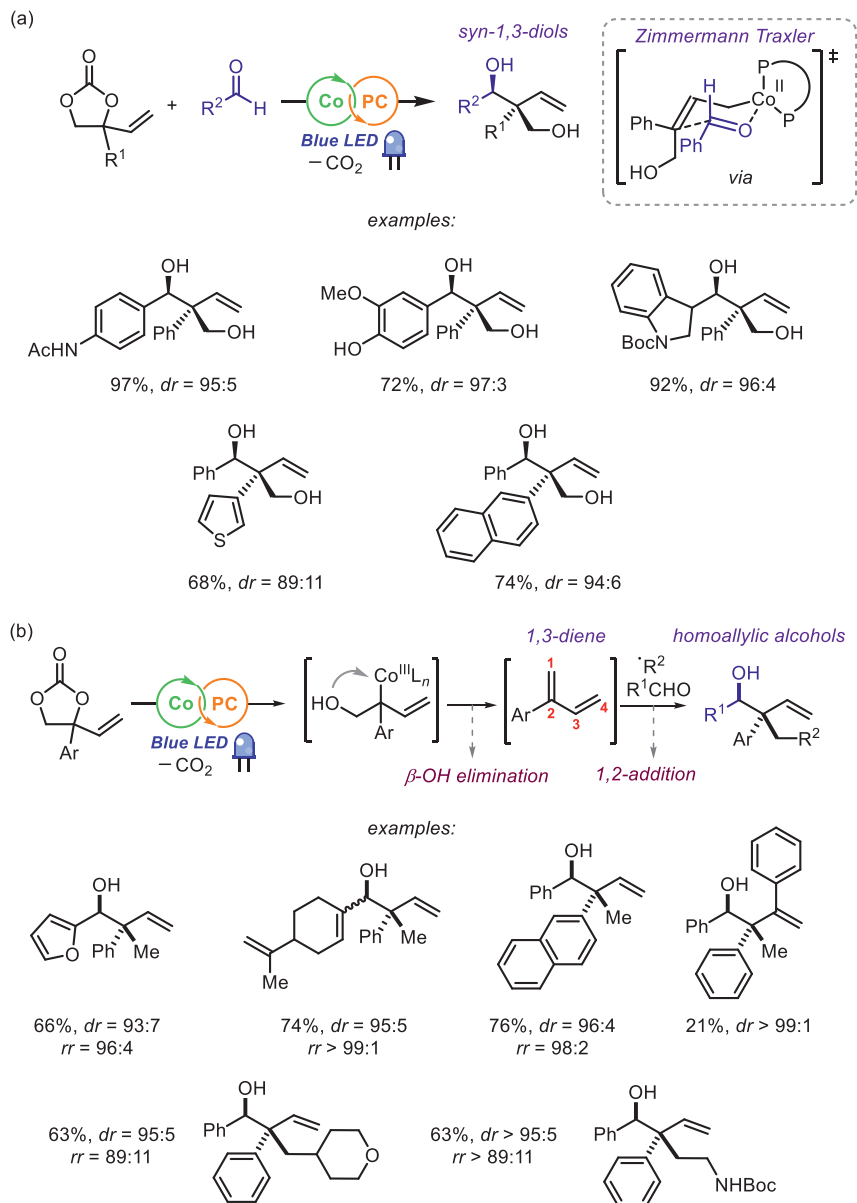 (a)
syn-1,3-diols
Zimmermann Traxler
O
O
O
R1
+
O
R2
H
Co PC
Blue LED
– CO2
OH
R2
R1
OH
‡
P
II
Co
P
H
Ph
O
Ph
HO
via
examples:
OH
Ph
OH
AcHN
97%, dr = 95:5
OH
MeO
HO
Ph
OH
72%, dr = 97:3
OH
BocN
Ph
OH
92%, dr = 96:4
OH
Ph
OH
S
68%, dr = 89:11
OH
Ph
OH
74%, dr = 94:6
(b)
1,3-diene
homoallylic alcohols
O
O
O
Ar
Co PC
Blue LED
– CO2
CoIIILn
HO
Ar
β-OH elimination
1
Ar
2
3
4
•R2
R1CHO
1,2-addition
OH
R1
Ar
R2
examples:
OH
O
Ph
Me
66%, dr = 93:7
rr = 96:4
OH
Me
Ph
Me
74%, dr = 95:5
rr > 99:1
OH
Ph
Me
76%, dr = 96:4
rr = 98:2
OH
Ph
Me
21%, dr > 99:1
63%, dr = 95:5
rr = 89:11
OH
Ph
O
63%, dr > 95:5
rr > 89:11
OH
Ph
NHBoc